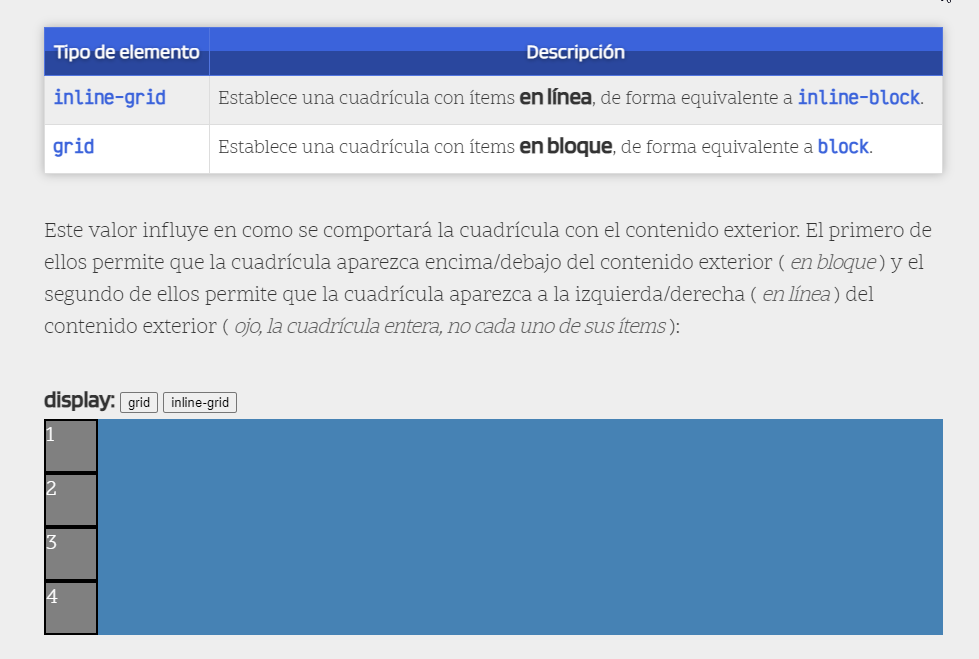 Tipo de elemento Descripción
inline-grid Establece una cuadrícula con ítems en línea, de forma equivalente a inline-block.
grid Establece una cuadrícula con ítems en bloque, de forma equivalente a block.
Este valor influye en como se comportará la cuadrícula con el contenido exterior. El primero de
ellos permite que la cuadrícula aparezca encima/debajo del contenido exterior ( en bloque ) y el
segundo de ellos permite que la cuadrícula aparezca a la izquierda/derecha ( en línea ) del
contenido exterior ( ojo, la cuadrícula entera, no cada uno de sus ítems ):
display: grid inline-grid
1
2
3
4